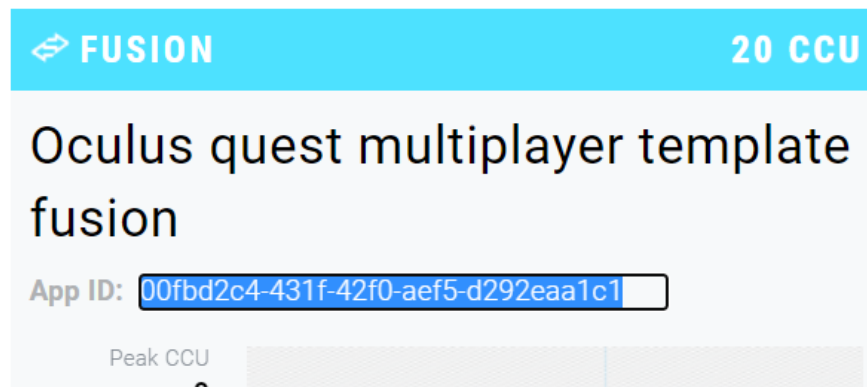 FUSION 20 CCU
Oculus quest multiplayer template
fusion
App ID: 00fbd2c4-431f-42f0-aef5-d292eaa1c1
Peak CCU